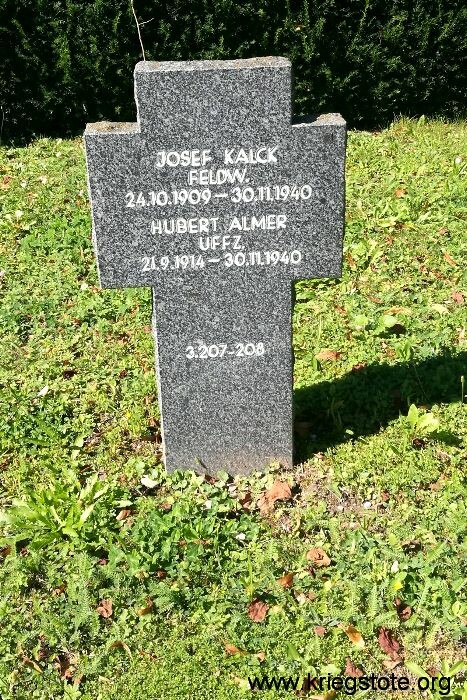 JOSEF KALCK
FELDW.
24.10.1909 – 30.11.1940
HUBERT ALMER
UFFZ.
21.9.1914 – 30.11.1940
3.207-208
www.kriegstote.org